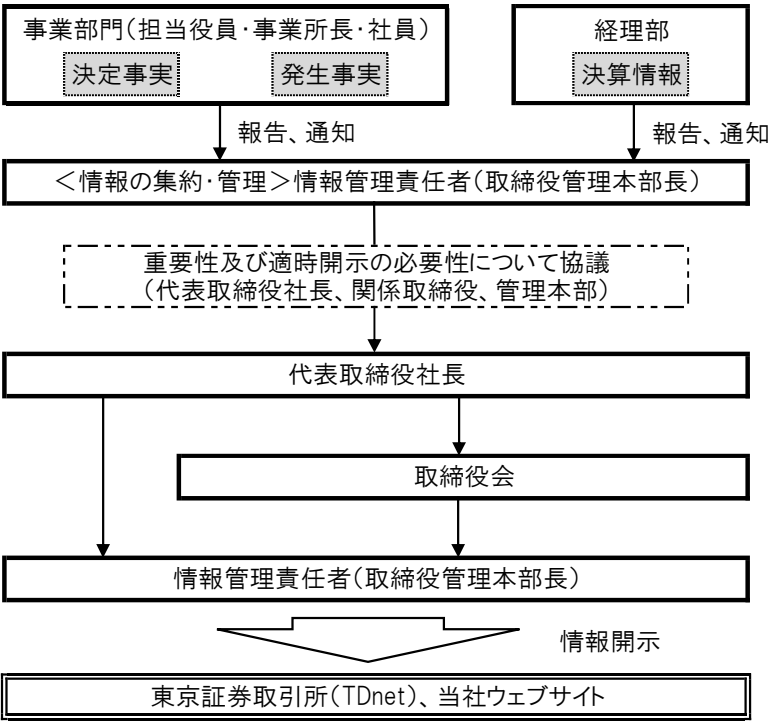 事業部門(担当役員・事業所長・社員)
経理部
決定事実
発生事実
決算情報
報告、通知
報告、通知
<情報の集約・管理>情報管理責任者(取締役管理本部長)
重要性及び適時開示の必要性について協議
(代表取締役社長、関係取締役、管理本部)
代表取締役社長
取締役会
情報管理責任者(取締役管理本部長)
情報開示
東京証券取引所(TDnet)、当社ウェブサイト